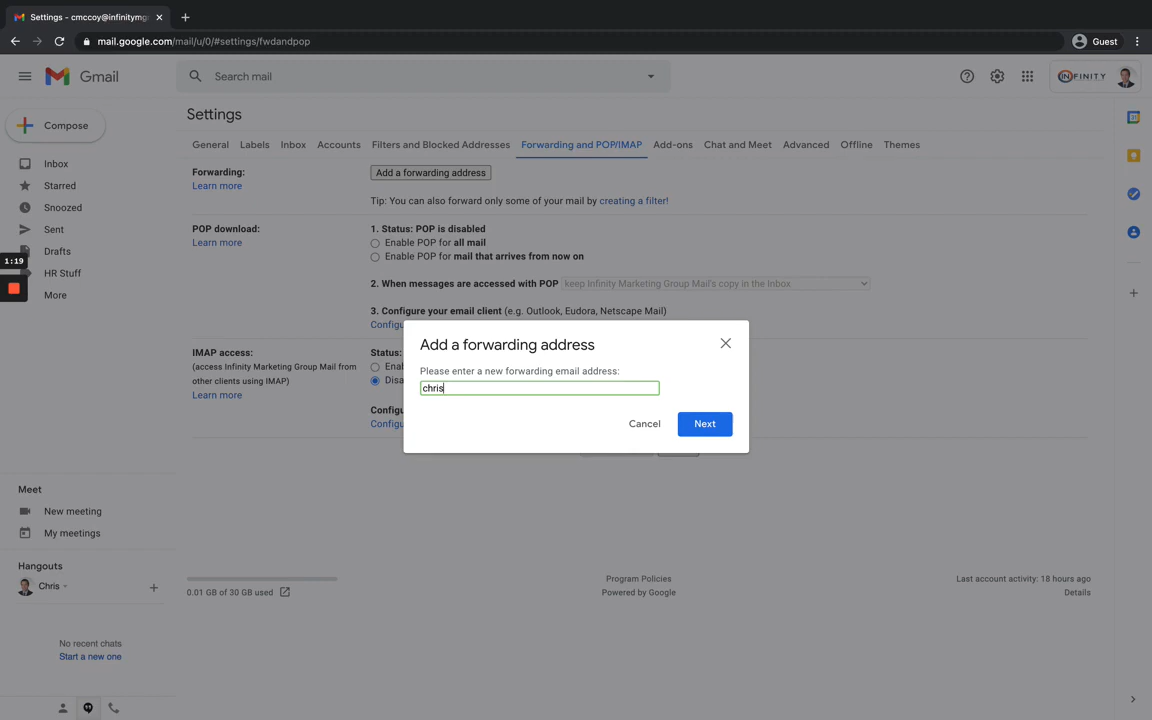 Settings - cmccoy@infinitymg
mail.google.com/mail/u/0/#settings/fwdandpop
Guest
Gmail
Search mail
INFINITY
Compose
Inbox
Starred
Snoozed
Sent
Drafts
HR Stuff
More
1:19
Meet
New meeting
My meetings
Hangouts
Chris
No recent chats
Start a new one
Settings
General Labels Inbox Accounts Filters and Blocked Addresses Forwarding and POP/IMAP Add-ons Chat and Meet Advanced Offline Themes
Forwarding:
Learn more
Add a forwarding address
Tip: You can also forward only some of your mail by creating a filter!
POP download:
Learn more
1. Status: POP is disabled
Enable POP for all mail
Enable POP for mail that arrives from now on
2. When messages are accessed with POP keep Infinity Marketing Group Mail's copy in the Inbox
3. Configure your email client (e.g. Outlook, Eudora, Netscape Mail)
Configu
IMAP access:
(access Infinity Marketing Group Mail from
other clients using IMAP)
Learn more
Status:
Enal
Disa
Configu
Configu
Add a forwarding address
Please enter a new forwarding email address:
chris
Cancel
Next
0.01 GB of 30 GB used
Program Policies
Powered by Google
Last account activity: 18 hours ago
Details
31